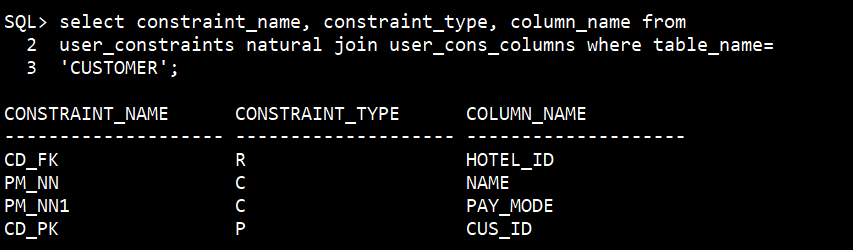 SQL> select constraint_name, constraint_type, column_name from
  2  user_constraints natural join user_cons_columns where table_name=
  3  'CUSTOMER';
CONSTRAINT_NAME      CONSTRAINT_TYPE      COLUMN_NAME
-------------------- -------------------- --------------------
CD_FK                R                    HOTEL_ID
PM_NN                C                    NAME
PM_NN1               C                    PAY_MODE
CD_PK                P                    CUS_ID